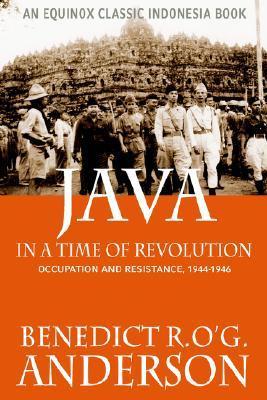 AN EQUINOX CLASSIC INDONESIA BOOK
JAVA
IN A TIME OF REVOLUTION
OCCUPATION AND RESISTANCE, 1944-1946
BENEDICT R.O'G.
ANDERSON